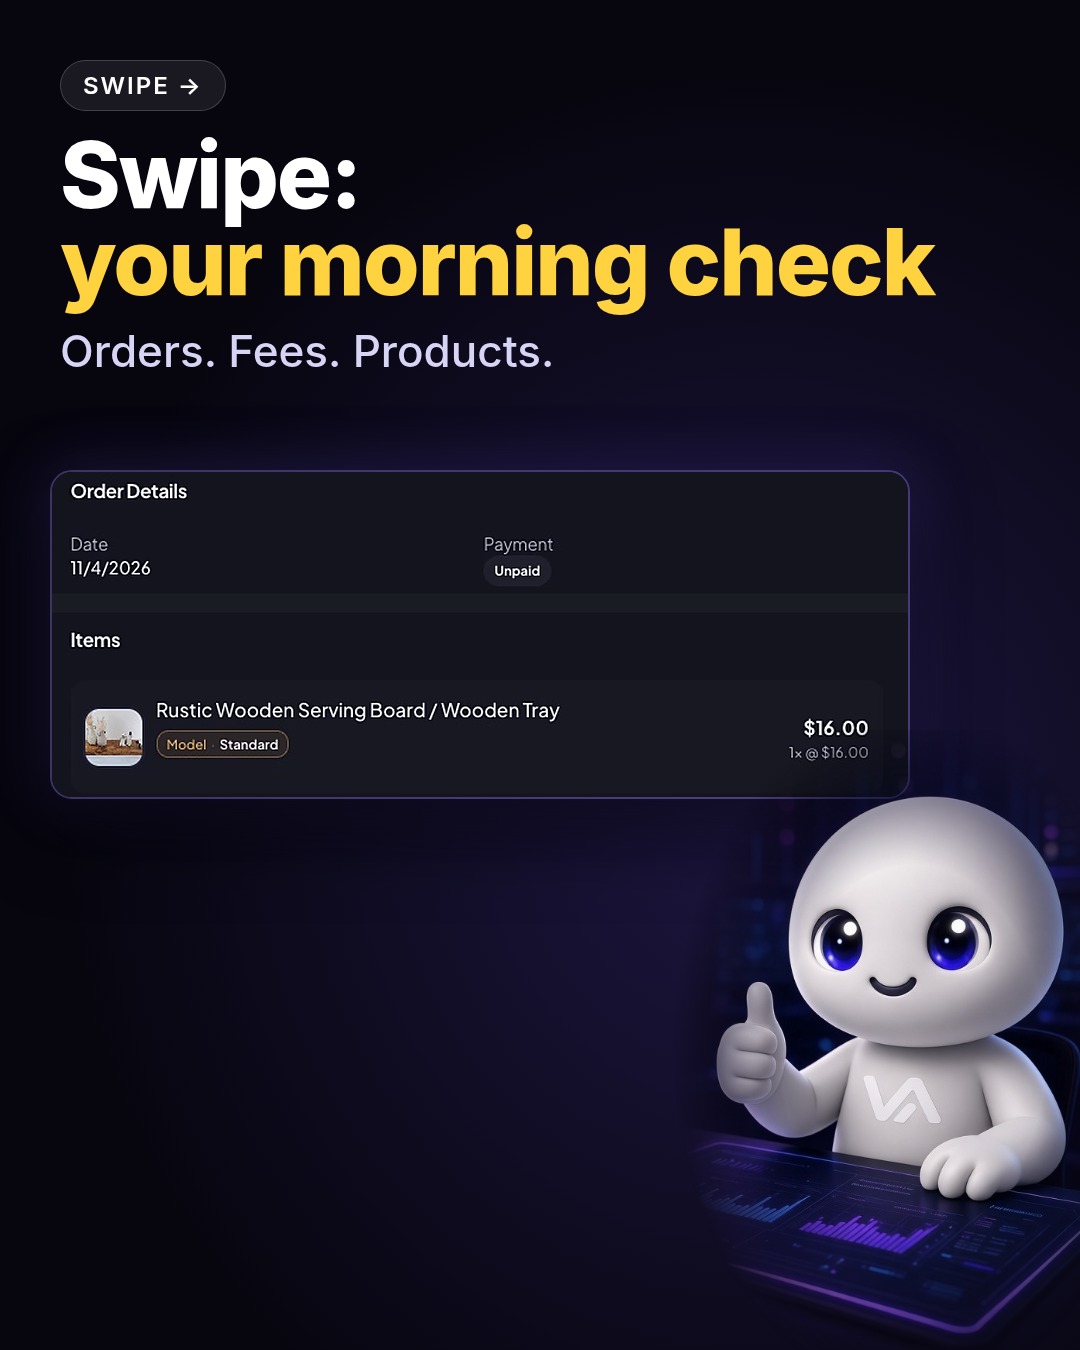 SWIPE →
Swipe:
your morning check
Orders. Fees. Products.
Order Details
Date
Payment
11/4/2026
Unpaid
Items
Rustic Wooden Serving Board / Wooden Tray
Model · Standard
$16.00
1x @ $16.00
VA